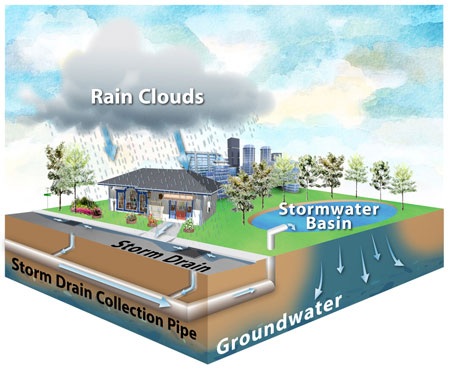 Rain Clouds
Stormwater
Basin
Storm Drain
Storm Drain Collection Pipe
Groundwater